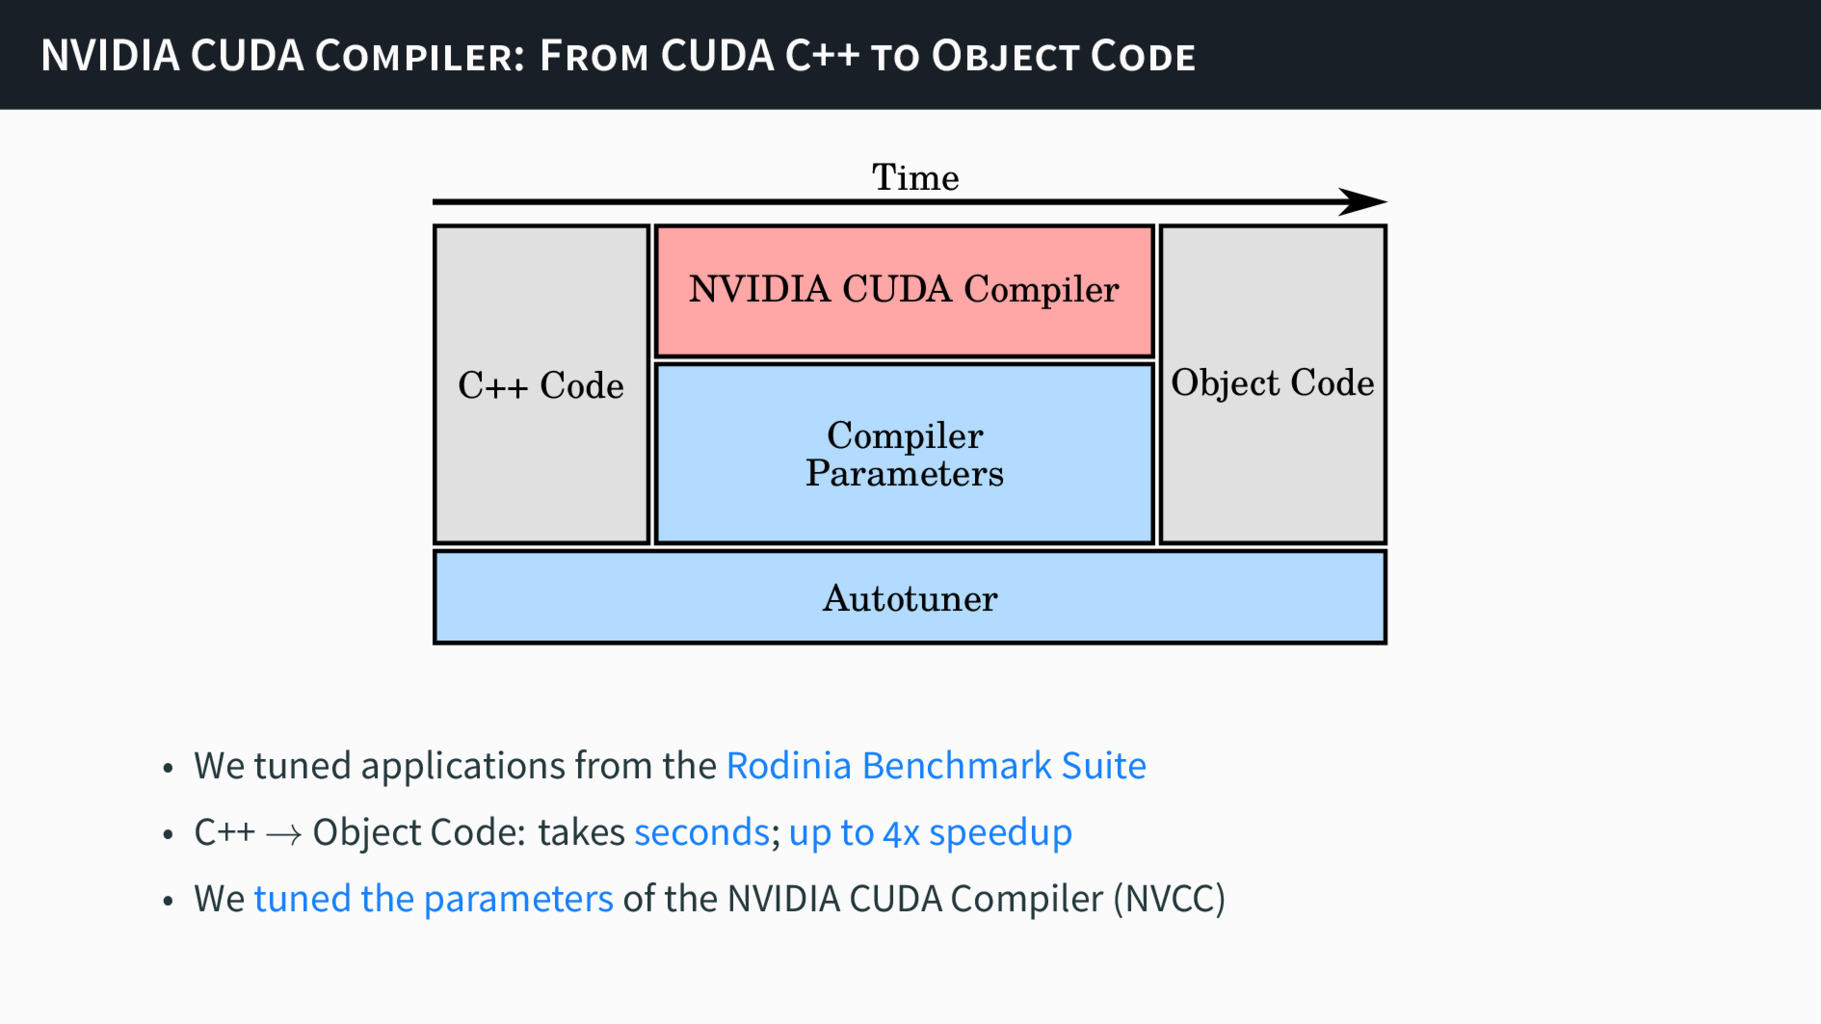 NVIDIA CUDA Compiler: From CUDA C++ to Object Code
Time
C++ Code
NVIDIA CUDA Compiler
Compiler
Parameters
Object Code
Autotuner
• We tuned applications from the Rodinia Benchmark Suite
• C++ → Object Code: takes seconds; up to 4x speedup
• We tuned the parameters of the NVIDIA CUDA Compiler (NVCC)